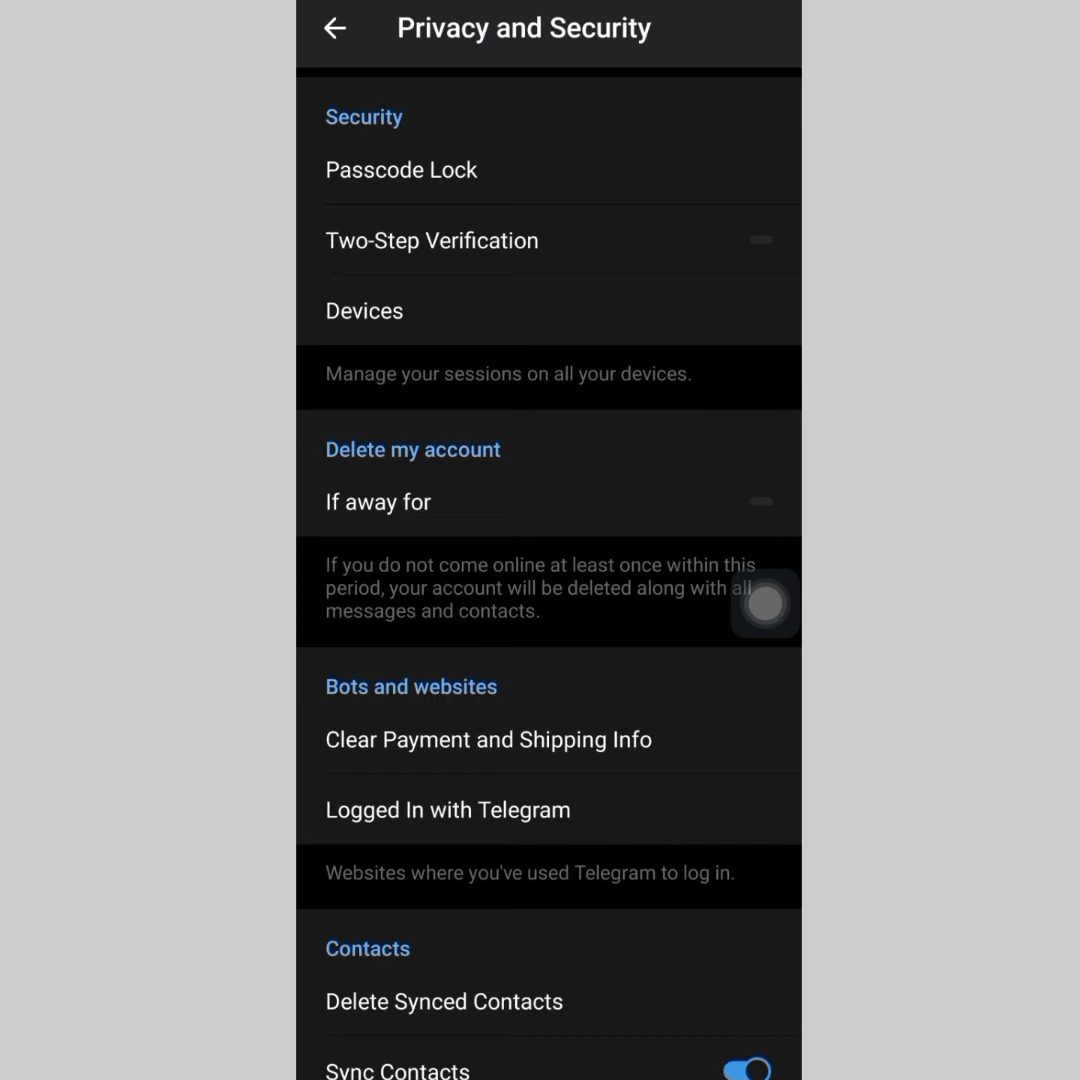 Privacy and Security
Security
Passcode Lock
Two-Step Verification
Devices
Manage your sessions on all your devices.
Delete my account
If away for
If you do not come online at least once within this
period, your account will be deleted along with all
messages and contacts.
Bots and websites
Clear Payment and Shipping Info
Logged In with Telegram
Websites where you've used Telegram to log in.
Contacts
Delete Synced Contacts
Sync Contacts